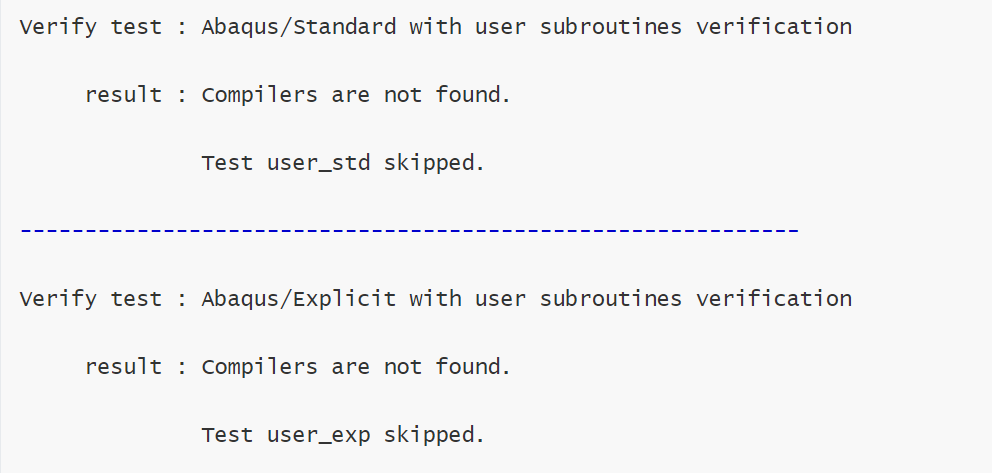 Verify test : Abaqus/Standard with user subroutines verification
result : Compilers are not found.
Test user_std skipped.
------------------------------------------------------------
Verify test : Abaqus/Explicit with user subroutines verification
result : Compilers are not found.
Test user_exp skipped.